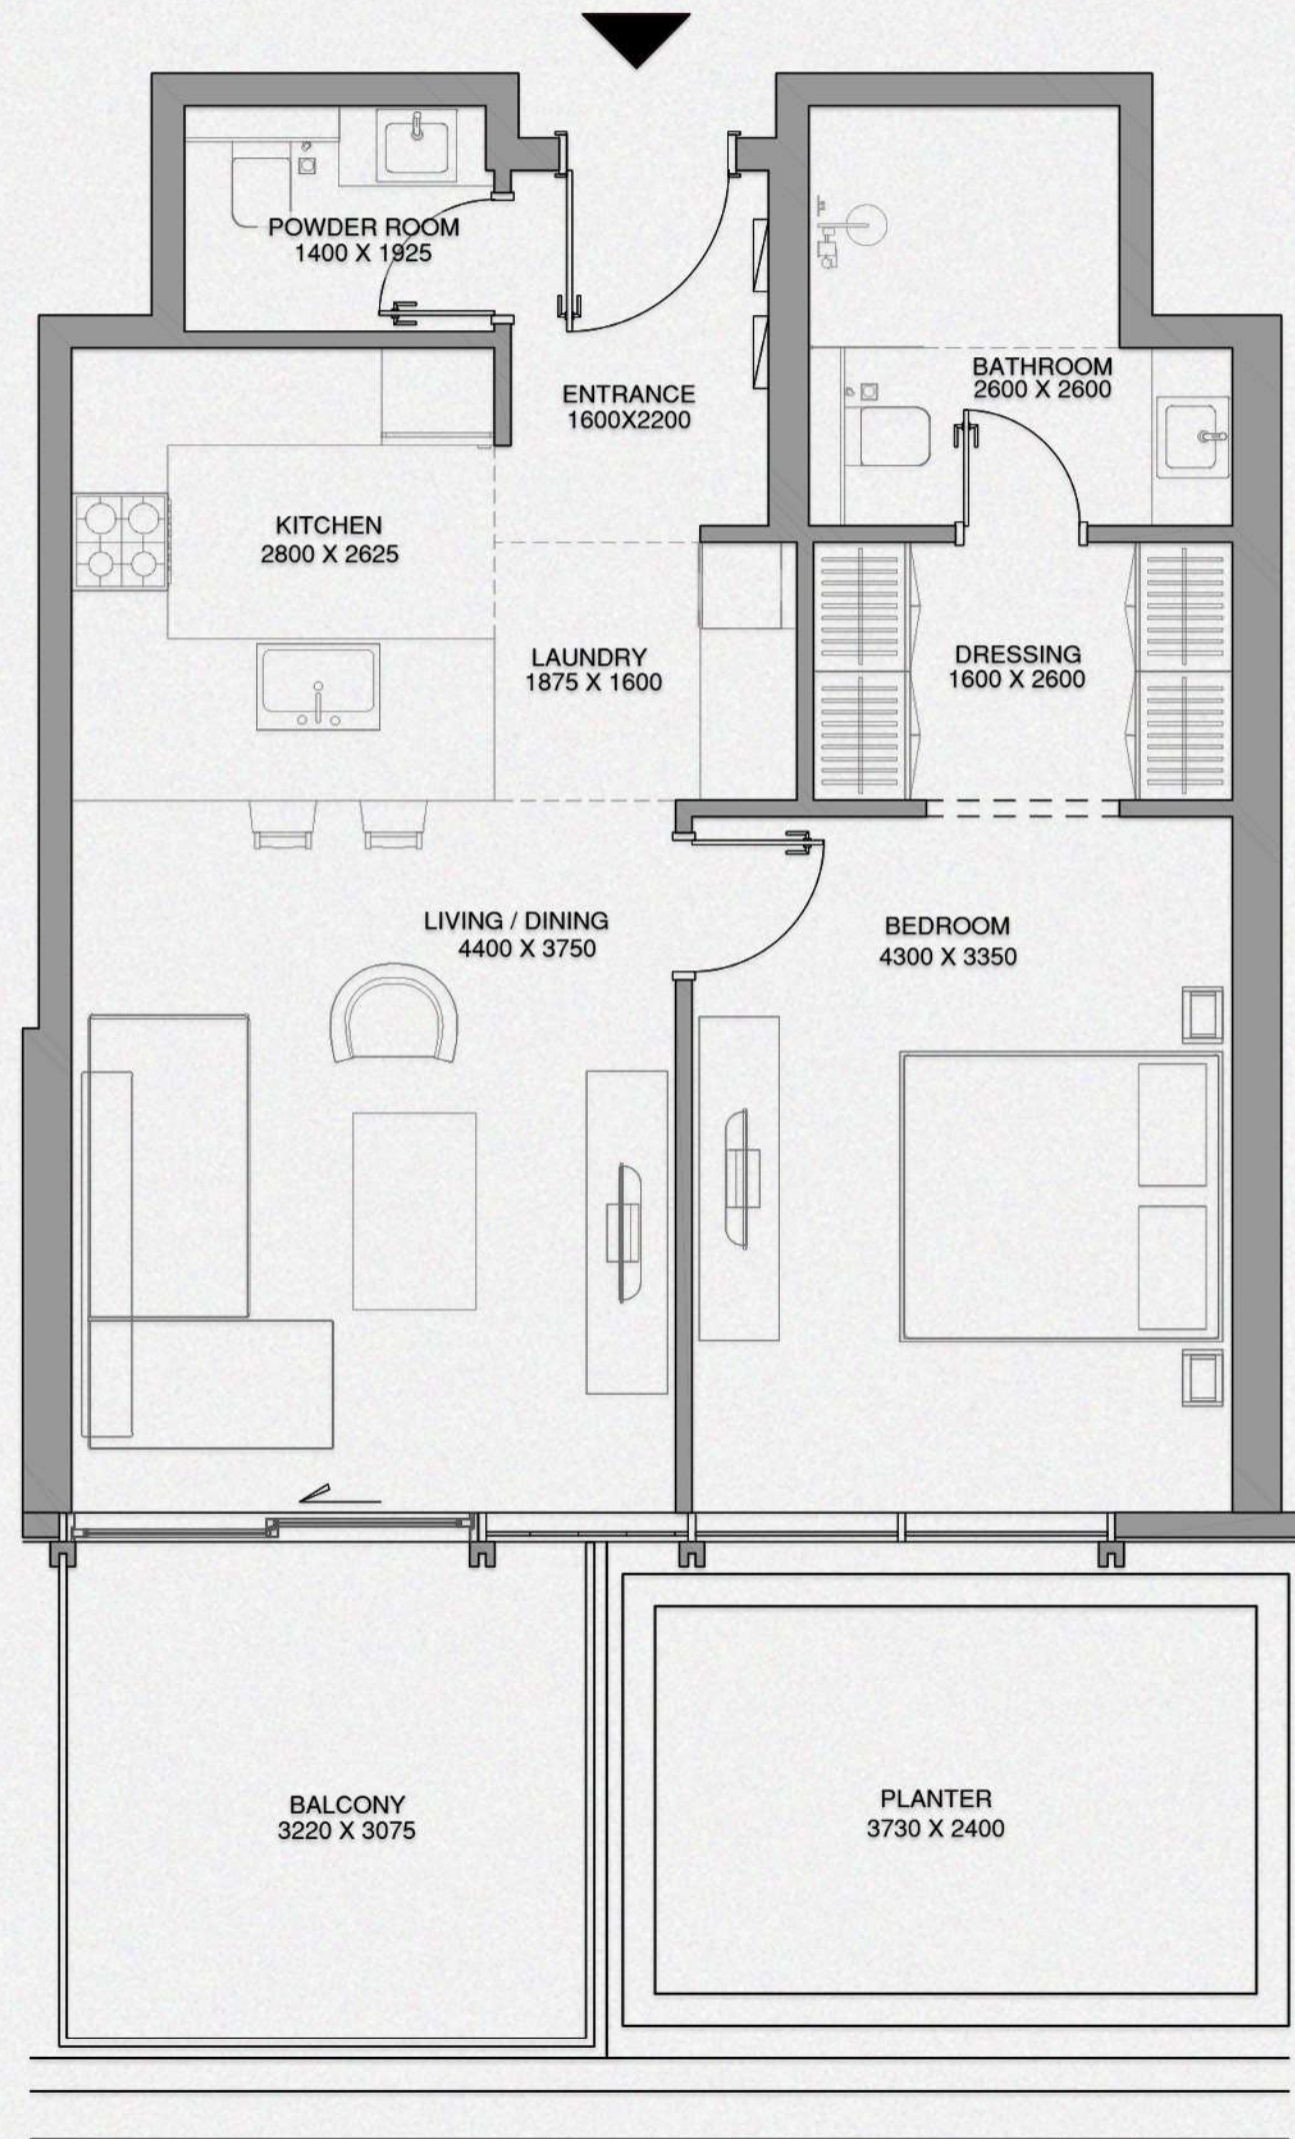 POWDER ROOM
1400 X 1925
ENTRANCE
1600X2200
BATHROOM
2600 X 2600
KITCHEN
2800 X 2625
LAUNDRY
1875 X 1600
DRESSING
1600 X 2600
LIVING / DINING
4400 X 3750
BEDROOM
4300 X 3350
BALCONY
3220 X 3075
PLANTER
3730 X 2400